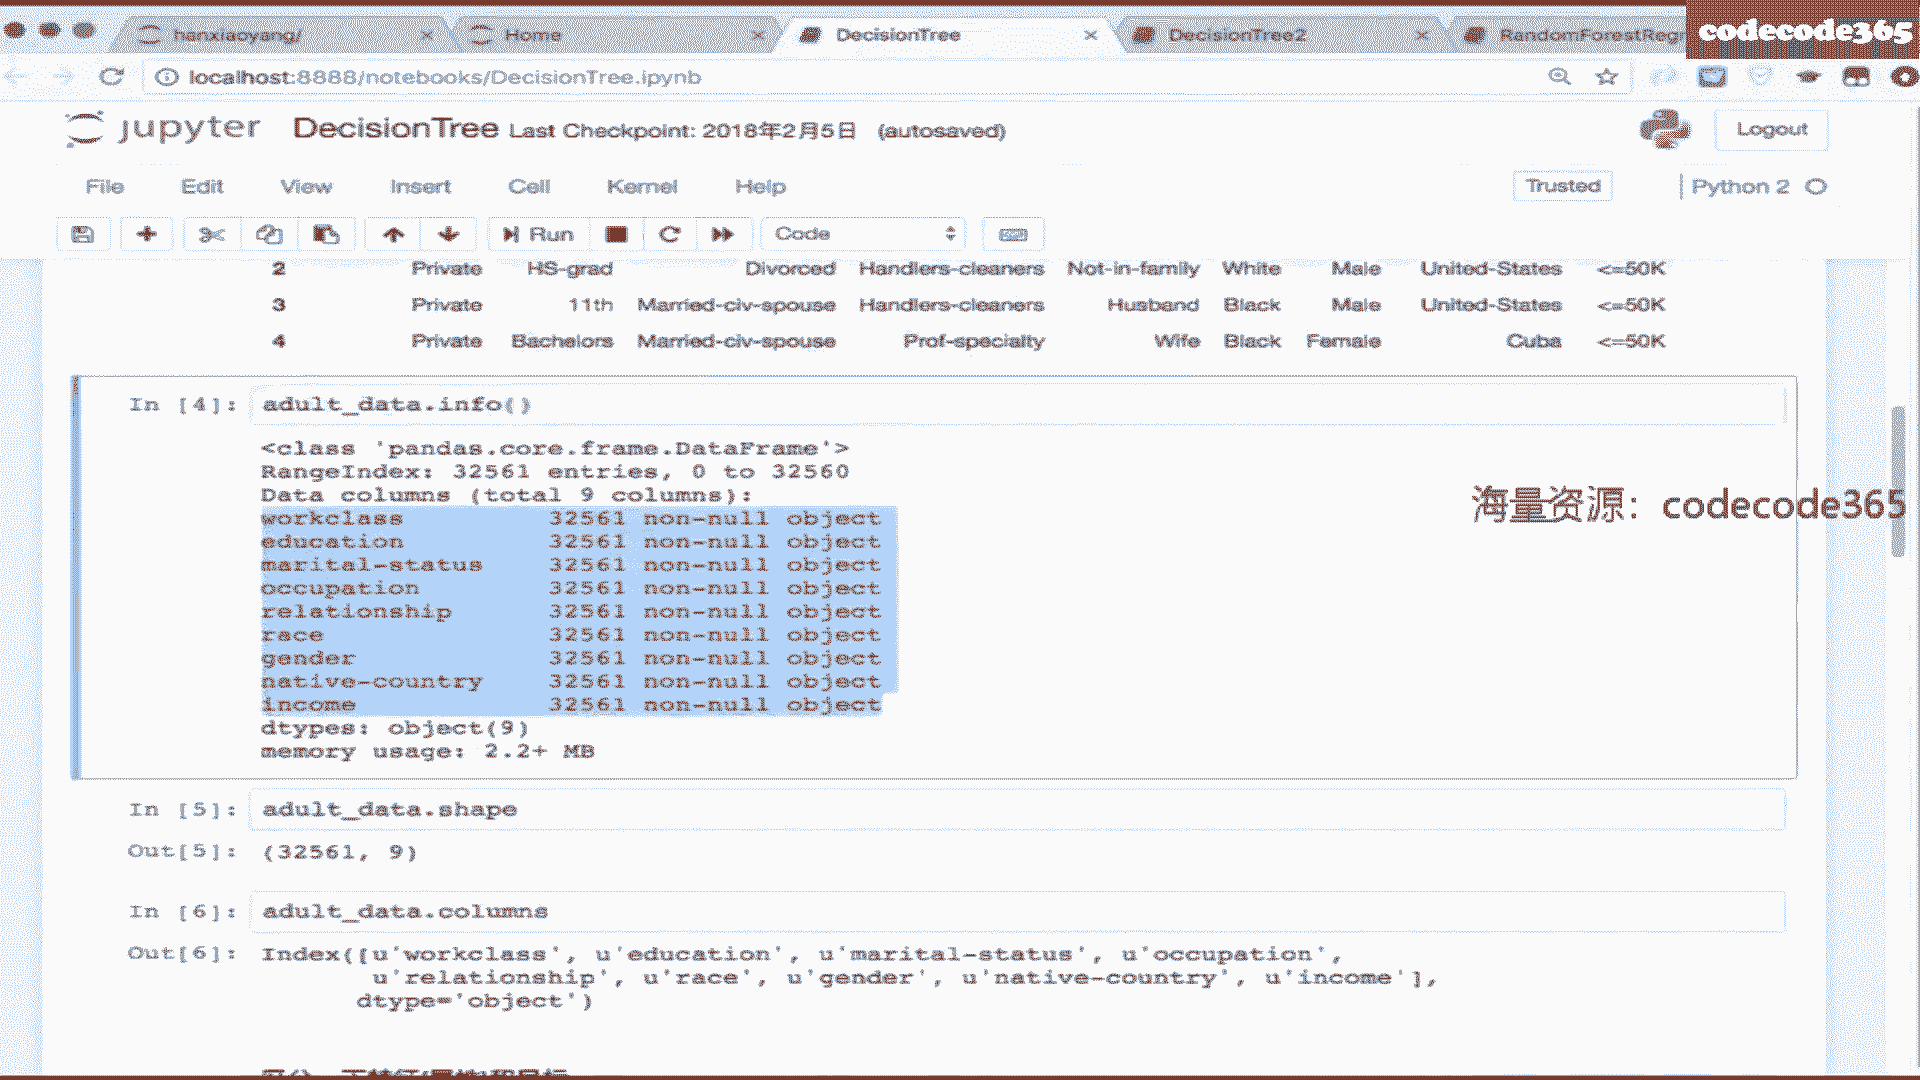 hanxiaoyang/
Home
DecisionTree
DecisionTree2
RandomForestRegr
codecode365
localhost:8888/notebooks/DecisionTree.ipynb
jupyter DecisionTree Last Checkpoint: 2018年2月5日 (autosaved)
Logout
File Edit View Insert Cell Kernel Help
Trusted
Python 2
Run
Code
2 Private HS-grad Divorced Handlers-cleaners Not-in-family White Male United-States <=50K
3 Private 11th Married-civ-spouse Handlers-cleaners Husband Black Male United-States <=50K
4 Private Bachelors Married-civ-spouse Prof-specialty Wife Black Female Cuba <=50K
In [4]: adult_data.info()
<class 'pandas.core.frame.DataFrame'>
RangeIndex: 32561 entries, 0 to 32560
Data columns (total 9 columns):
workclass 32561 non-null object
education 32561 non-null object
marital-status 32561 non-null object
occupation 32561 non-null object
relationship 32561 non-null object
race 32561 non-null object
gender 32561 non-null object
native-country 32561 non-null object
income 32561 non-null object
dtypes: object(9)
memory usage: 2.2+ MB
海量资源：codecode365
In [5]: adult_data.shape
Out[5]: (32561, 9)
In [6]: adult_data.columns
Out[6]: Index([u'workclass', u'education', u'marital-status', u'occupation',
u'relationship', u'race', u'gender', u'native-country', u'income'],
dtype='object')